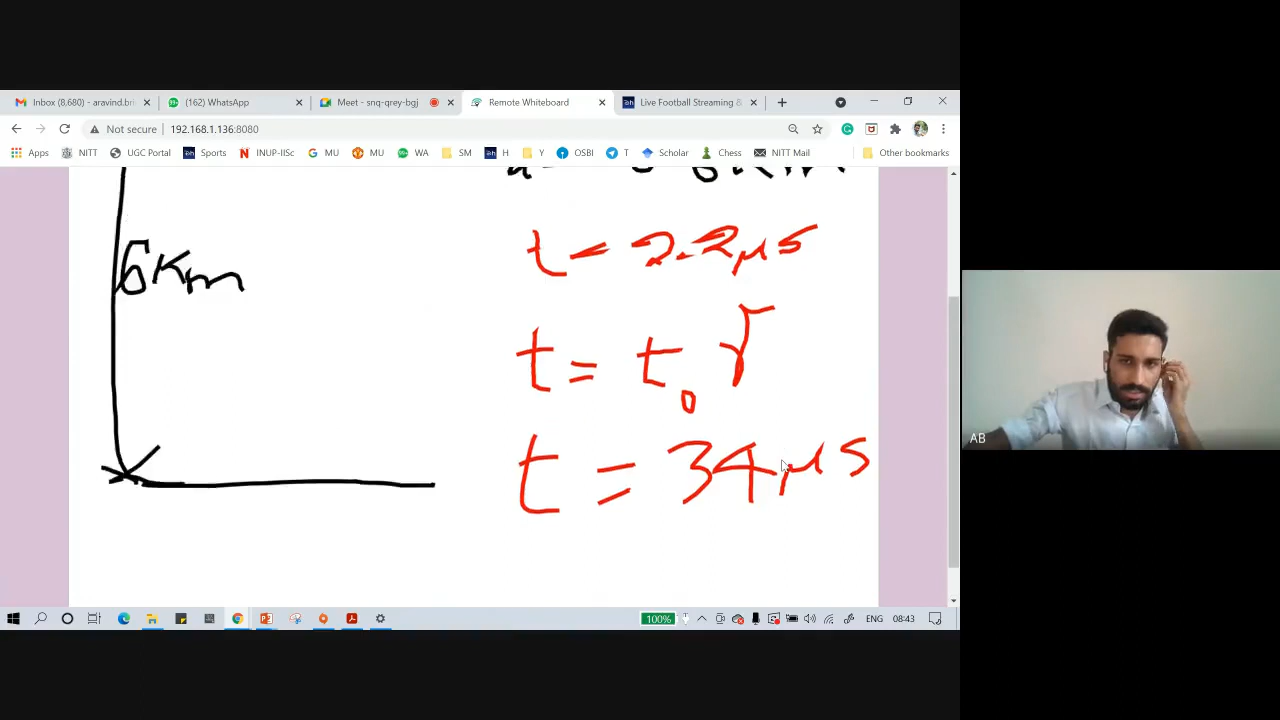 Inbox (8,680) - aravind.bri
(162) WhatsApp
Meet - snq-qrey-bgj
Remote Whiteboard
Live Football Streaming &
Not secure
192.168.1.136:8080
Apps
NITT
UGC Portal
Sports
INUP-IISc
MU
MU
WA
SM
H
Y
OSBI
T
Scholar
Chess
NITT Mail
Other bookmarks
6Km
t = 2.2μs
t = t₀ γ
t = 34μs
AB
100%
ENG
08:43